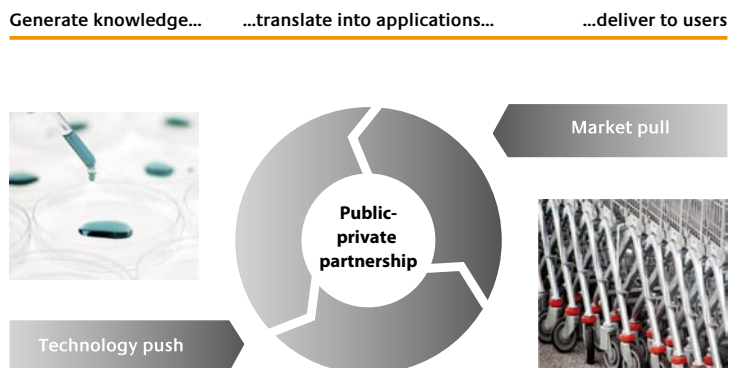 Generate knowledge... ...translate into applications... ...deliver to users
Market pull
Public-
private
partnership
Technology push